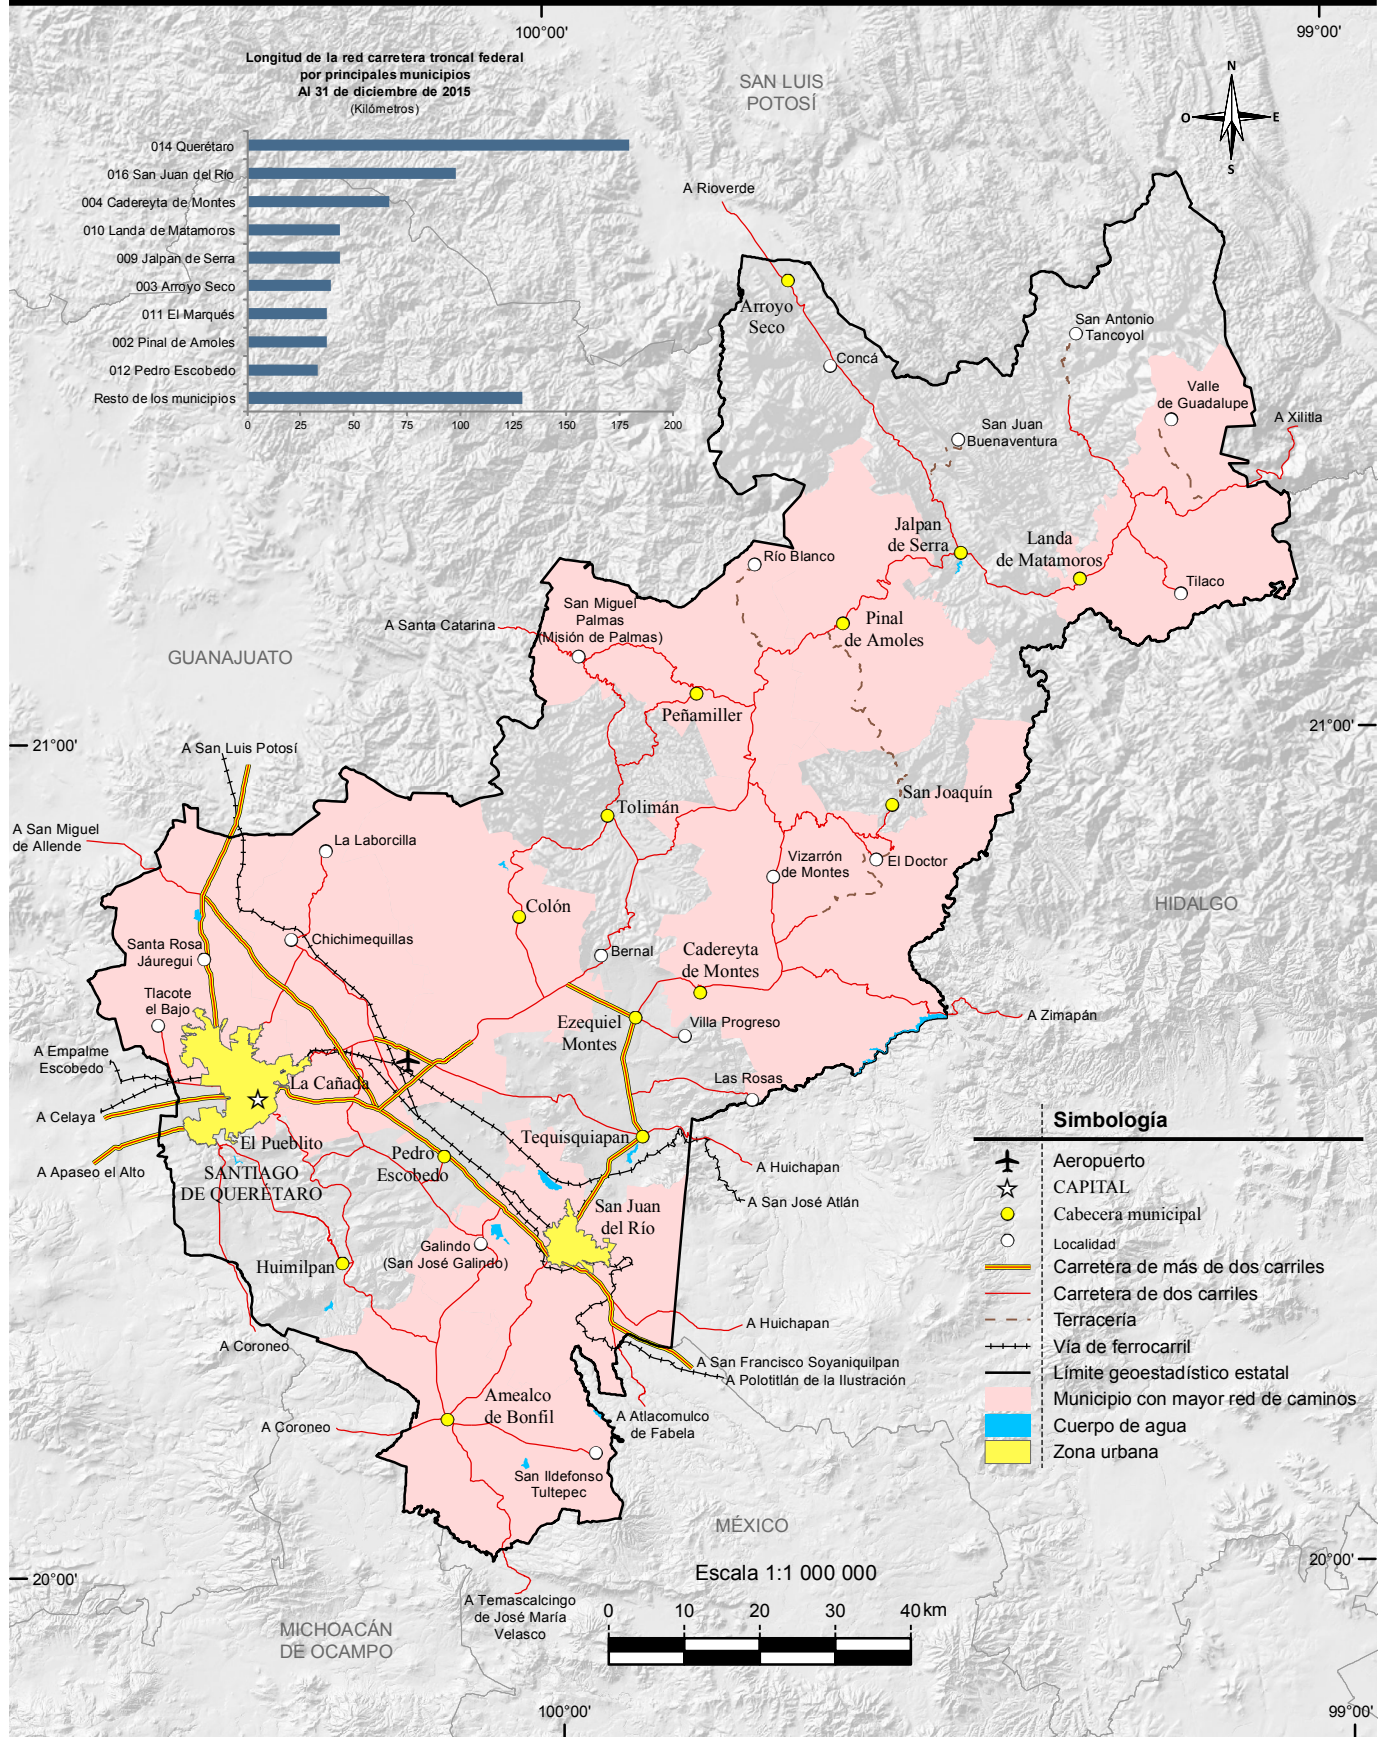 100°00'
99°00'
Longitud de la red carretera troncal federal
por principales municipios
Al 31 de diciembre de 2015
(Kilómetros)
014 Querétaro
016 San Juan del Río
004 Cadereyta de Montes
010 Landa de Matamoros
009 Jalpan de Serra
003 Arroyo Seco
011 El Marqués
002 Pinal de Amoles
012 Pedro Escobedo
Resto de los municipios
0 25 50 75 100 125 150 175 200
SAN LUIS
POTOSÍ
N
O E
S
A Rioverde
Arroyo
Seco
Concá
San Antonio
Tancoyol
Valle
de Guadalupe
A Xilitla
San Juan
Buenaventura
Jalpan
de Serra
Landa
de Matamoros
Río Blanco
Tilaco
San Miguel
Palmas
(Misión de Palmas)
A Santa Catarina
Pinal
de Amoles
GUANAJUATO
Peñamiller
21°00'
21°00'
A San Luis Potosí
San Joaquín
Tolimán
A San Miguel
de Allende
La Laborcilla
Vizarrón
de Montes
El Doctor
HIDALGO
Colón
Chichimequillas
Santa Rosa
Jáuregui
Bernal
Cadereyta
de Montes
Tlacote
el Bajo
Ezequiel
Montes
Villa Progreso
A Zimapán
A Empalme
Escobedo
La Cañada
Las Rosas
A Celaya
El Pueblito
Tequisquiapan
A Apaseo el Alto
SANTIAGO
DE QUERÉTARO
Pedro
Escobedo
A Huichapan
A San José Atlán
San Juan
del Río
Galindo
(San José Galindo)
Huimilpan
A Huichapan
A Coroneo
A San Francisco Soyaniquilpan
A Polotitlán de la Ilustración
Amealco
de Bonfil
A Coroneo
A Atlacomulco
de Fabela
San Ildefonso
Tultepec
Simbología
Aeropuerto
CAPITAL
Cabecera municipal
Localidad
Carretera de más de dos carriles
Carretera de dos carriles
Terracería
Vía de ferrocarril
Límite geoestadístico estatal
Municipio con mayor red de caminos
Cuerpo de agua
Zona urbana
MÉXICO
20°00'
20°00'
Escala 1:1 000 000
0 10 20 30 40 km
A Temascalcingo
de José María
Velasco
MICHOACÁN
DE OCAMPO
100°00'
99°00'